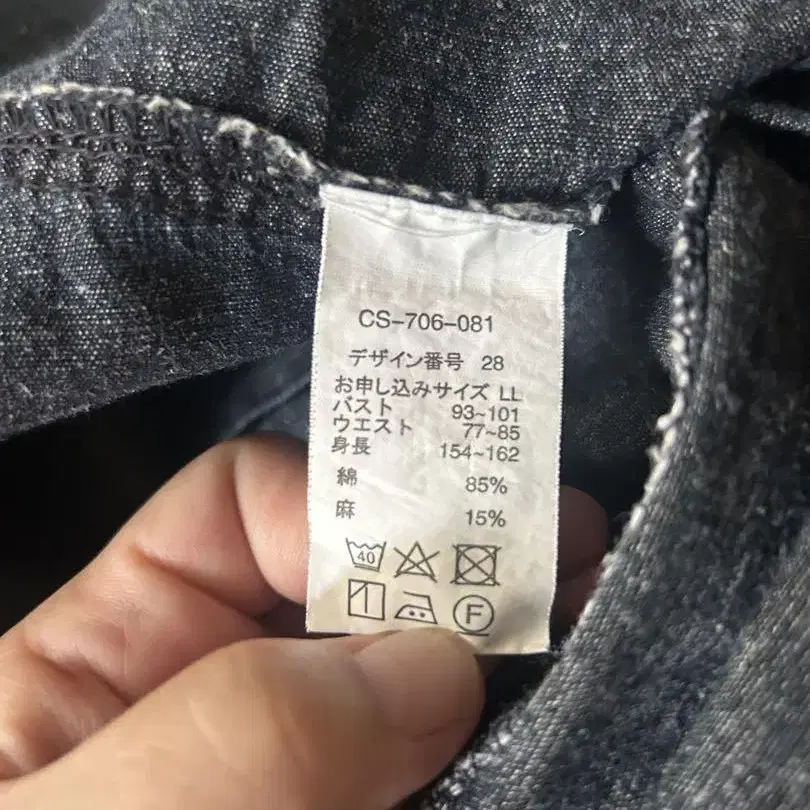 CS-706-081
デザイン番号 28
お申し込みサイズ LL
バスト 93~101
ウエスト 77~85
身長 154~162
綿 85%
麻 15%
40
F